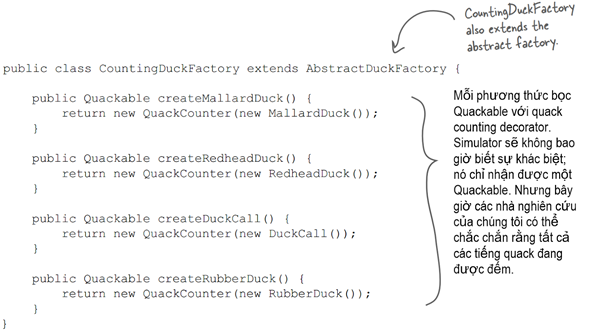 CountingDuckFactory
also extends the
abstract factory.
public class CountingDuckFactory extends AbstractDuckFactory {
public Quackable createMallardDuck() {
return new QuackCounter(new MallardDuck());
}
public Quackable createRedheadDuck() {
return new QuackCounter(new RedheadDuck());
}
public Quackable createDuckCall() {
return new QuackCounter(new DuckCall());
}
public Quackable createRubberDuck() {
return new QuackCounter(new RubberDuck());
}
}
Mỗi phương thức bọc
Quackable với quack
counting decorator.
Simulator sẽ không bao
giờ biết sự khác biệt;
nó chỉ nhận được một
Quackable. Nhưng bây
giờ các nhà nghiên cứu
của chúng tôi có thể
chắc chắn rằng tất cả
các tiếng quack đang
được đếm.